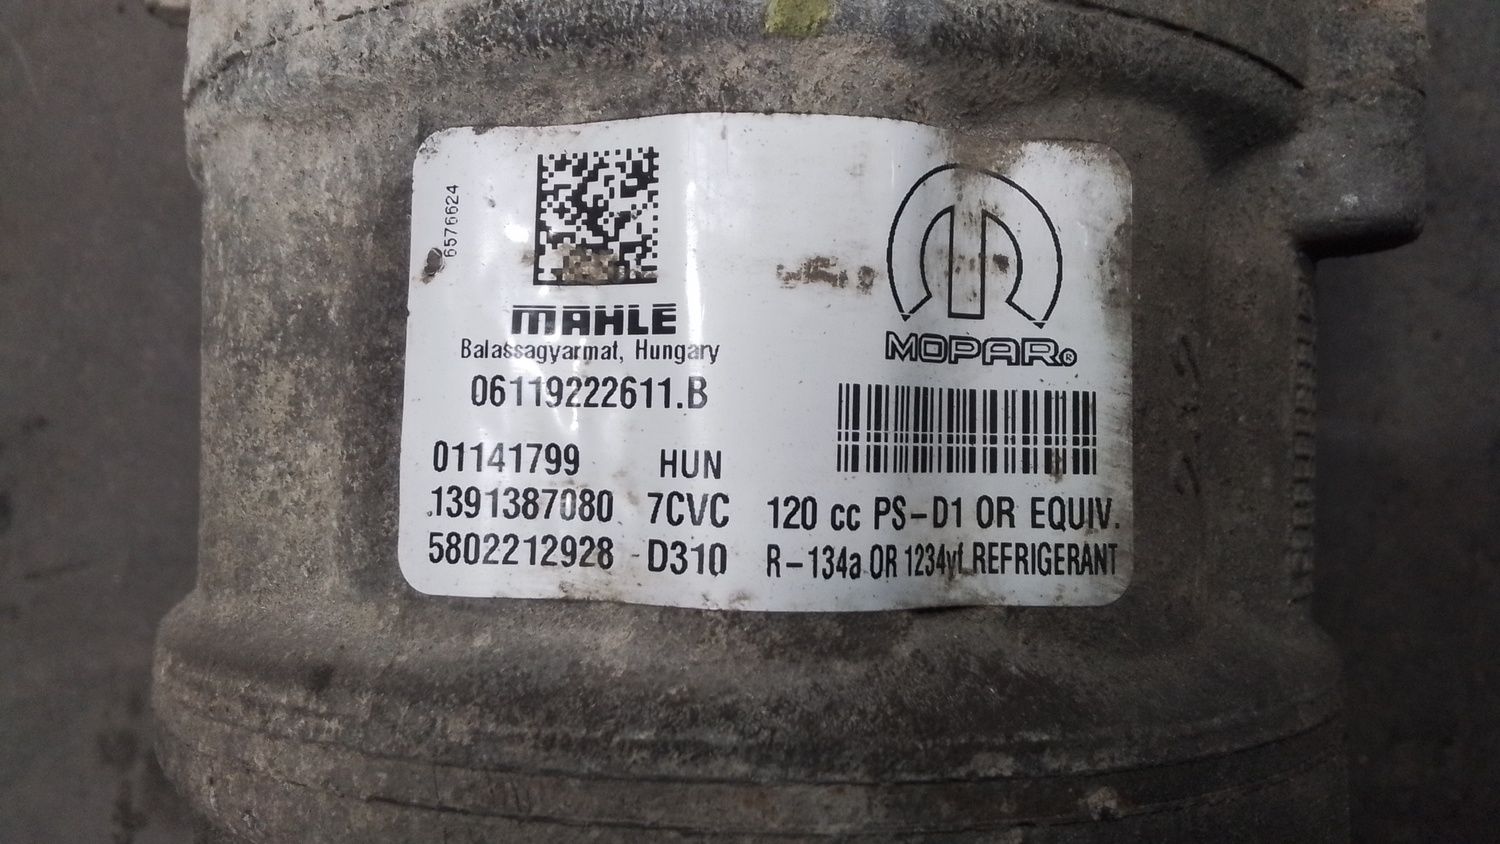 6576624
MAHLE
Balassagyarmat, Hungary
06119222611.B
01141799 HUN
1391387080 7CVC
5802212928 D310
MOPAR®
120 cc PS-D1 OR EQUIV.
R-134a OR 1234yf REFRIGERANT